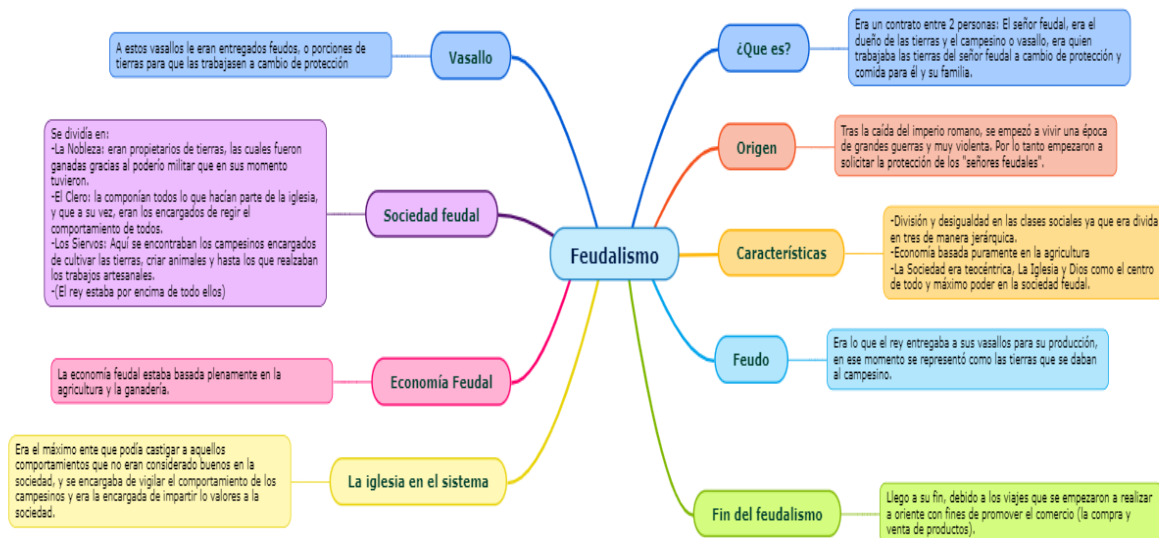 Feudalismo
¿Que es?
Era un contrato entre 2 personas: El señor feudal, era el
dueño de las tierras y el campesino o vasallo, era quien
trabajaba las tierras del señor feudal a cambio de protección y
comida para él y su familia.
Origen
Tras la caída del imperio romano, se empezó a vivir una época
de grandes guerras y muy violenta. Por lo tanto empezaron a
solicitar la protección de los "señores feudales".
Características
-División y desigualdad en las clases sociales ya que era divida
en tres de manera jerárquica.
-Economía basada puramente en la agricultura
-La Sociedad era teocéntrica, La Iglesia y Dios como el centro
de todo y máximo poder en la sociedad feudal.
Feudo
Era lo que el rey entregaba a sus vasallos para su producción,
en ese momento se representó como las tierras que se daban
al campesino.
Fin del feudalismo
Llego a su fin, debido a los viajes que se empezaron a realizar
a oriente con fines de promover el comercio (la compra y
venta de productos).
Vasallo
A estos vasallos le eran entregados feudos, o porciones de
tierras para que las trabajasen a cambio de protección
Sociedad feudal
Se dividía en:
-La Nobleza: eran propietarios de tierras, las cuales fueron
ganadas gracias al poderío militar que en sus momento
tuvieron.
-El Clero: la componían todos lo que hacían parte de la iglesia,
y que a su vez, eran los encargados de regir el
comportamiento de todos.
-Los Siervos: Aquí se encontraban los campesinos encargados
de cultivar las tierras, criar animales y hasta los que realzaban
los trabajos artesanales.
-(El rey estaba por encima de todo ellos)
Economía Feudal
La economía feudal estaba basada plenamente en la
agricultura y la ganadería.
La iglesia en el sistema
Era el máximo ente que podía castigar a aquellos
comportamientos que no eran considerado buenos en la
sociedad, y se encargaba de vigilar el comportamiento de los
campesinos y era la encargada de impartir lo valores a la
sociedad.